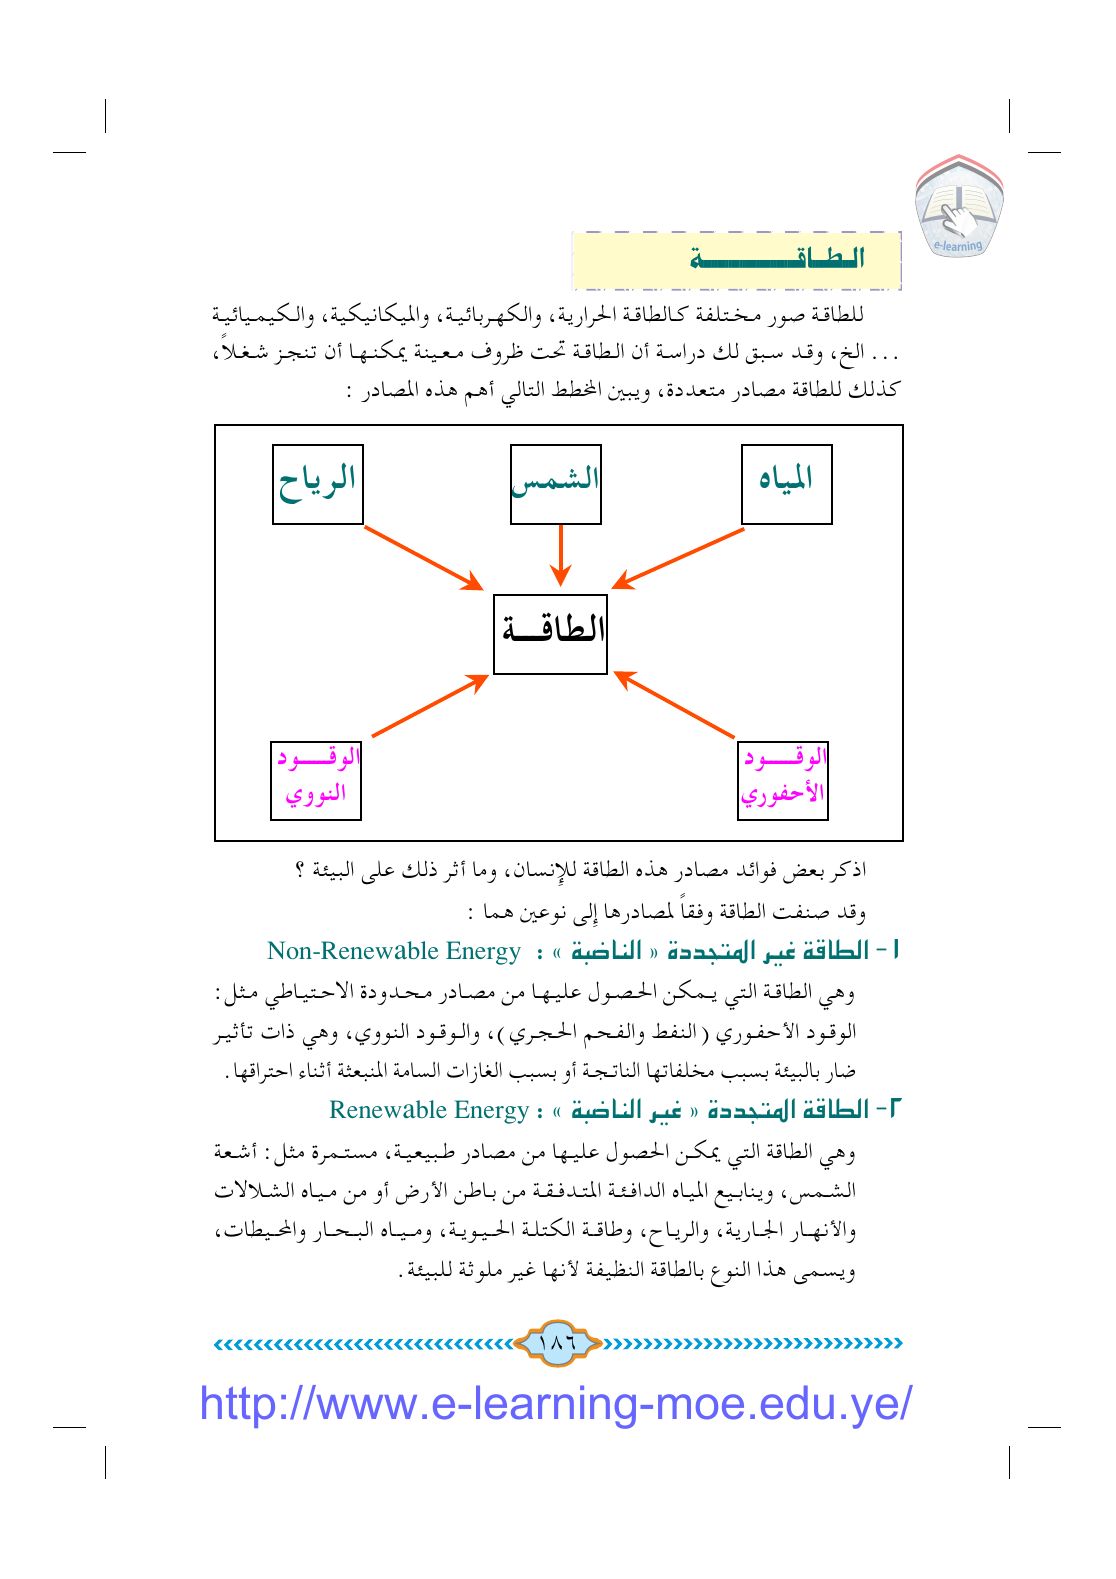 e-learning
الطاقة
للطاقة صور مختلفة كالطاقة الحرارية، والكهربائية، والميكانيكية، والكيميائية
... الخ، وقد سبق لك دراسة أن الطاقة تحت ظروف معينة يمكنها أن تنجز شغلاً،
كذلك للطاقة مصادر متعددة، ويبين المخطط التالي أهم هذه المصادر :
المياه
الشمس
الرياح
الطاقة
الوقود
الأحفوري
الوقود
النووي
اذكر بعض فوائد مصادر هذه الطاقة للإنسان، وما أثر ذلك على البيئة ؟
وقد صنفت الطاقة وفقاً لمصادرها إلى نوعين هما :
١- الطاقة غير المتجددة « الناضبة » : Non-Renewable Energy
وهي الطاقة التي يمكن الحصول عليها من مصادر محدودة الاحتياطي مثل :
الوقود الأحفوري ( النفط والفحم الحجري )، والوقود النووي، وهي ذات تأثير
ضار بالبيئة بسبب مخلفاتها الناتجة أو بسبب الغازات السامة المنبعثة أثناء احتراقها .
٢- الطاقة المتجددة « غير الناضبة » : Renewable Energy
وهي الطاقة التي يمكن الحصول عليها من مصادر طبيعية، مستمرة مثل : أشعة
الشمس، وينابيع المياه الدافئة المتدفقة من باطن الأرض أو من مياه الشلالات
والأنهار الجارية، والرياح، وطاقة الكتلة الحيوية، ومياه البحار والمحيطات،
ويسمى هذا النوع بالطاقة النظيفة لأنها غير ملوثة للبيئة .
١٨٦
http://www.e-learning-moe.edu.ye/